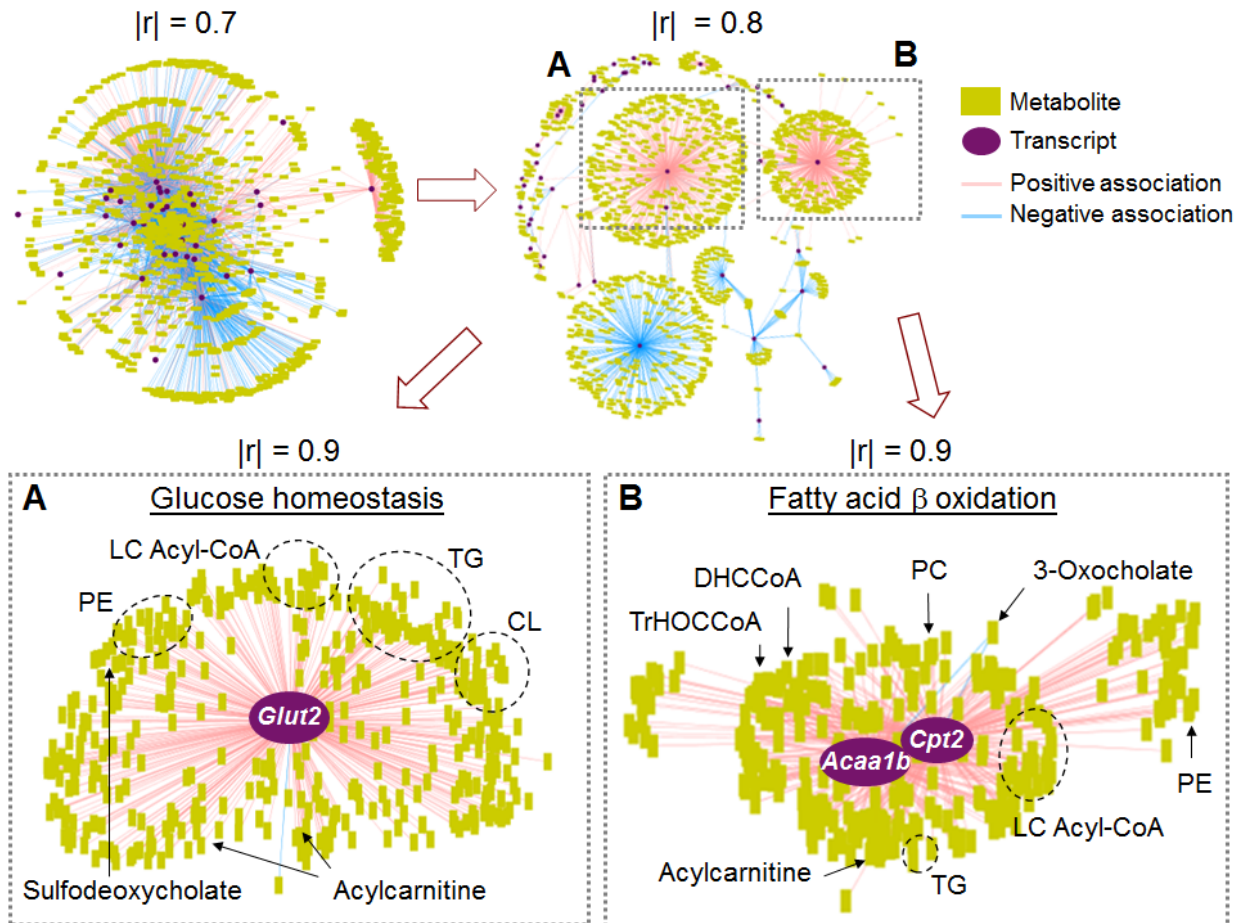 |r| = 0.7
|r| = 0.8
A
B
Metabolite
Transcript
Positive association
Negative association
|r| = 0.9
|r| = 0.9
A
Glucose homeostasis
LC Acyl-CoA
TG
PE
CL
Glut2
Sulfodeoxycholate
Acylcarnitine
B
Fatty acid β oxidation
DHCCoA
PC
3-Oxocholate
TrHOCCoA
Cpt2
Acaa1b
PE
LC Acyl-CoA
Acylcarnitine
TG